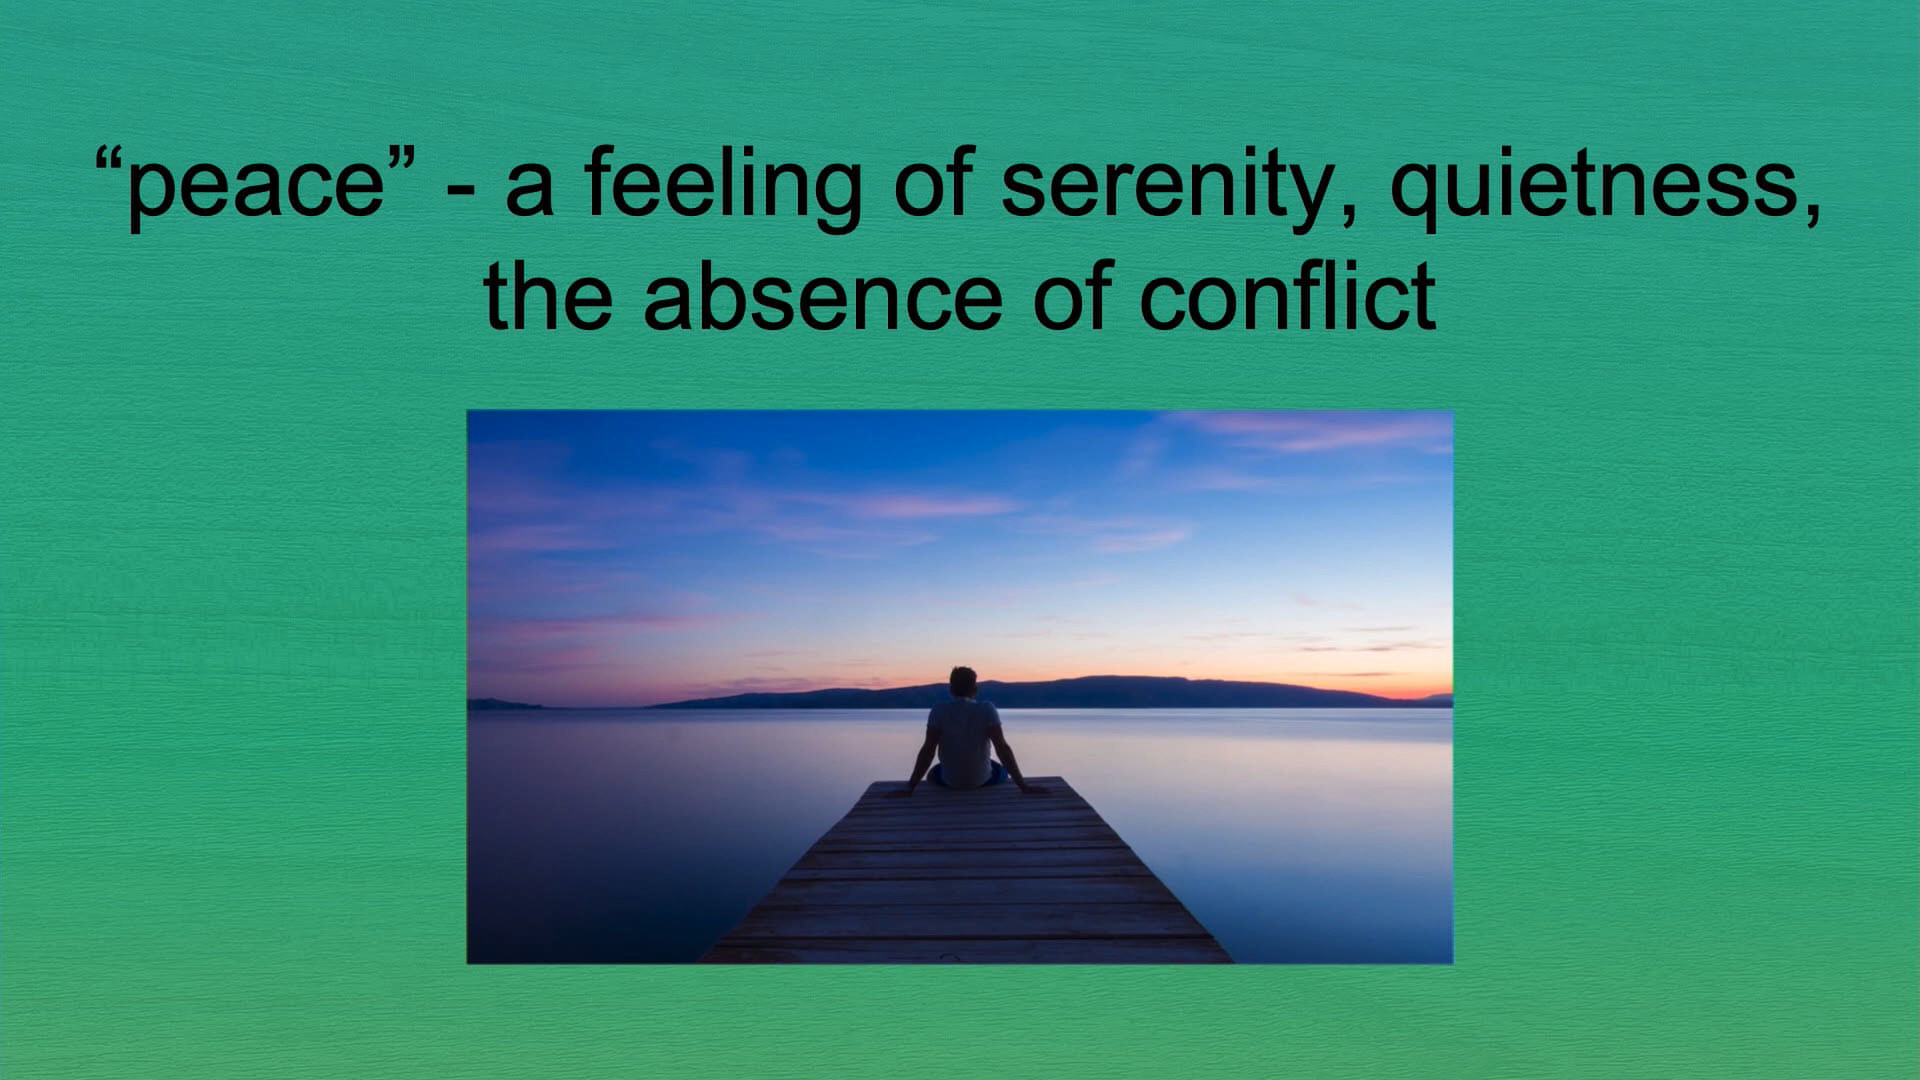 “peace” - a feeling of serenity, quietness,
the absence of conflict